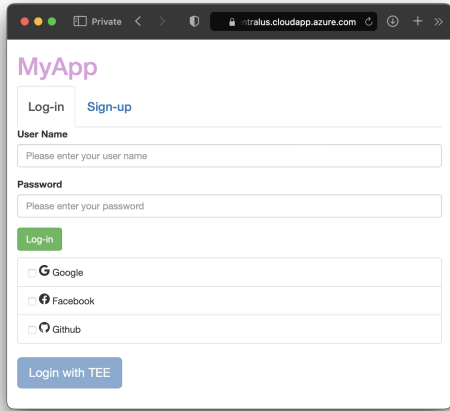 Private
ntralus.cloudapp.azure.com
MyApp
Log-in
Sign-up
User Name
Please enter your user name
Password
Please enter your password
Log-in
Google
Facebook
Github
Login with TEE